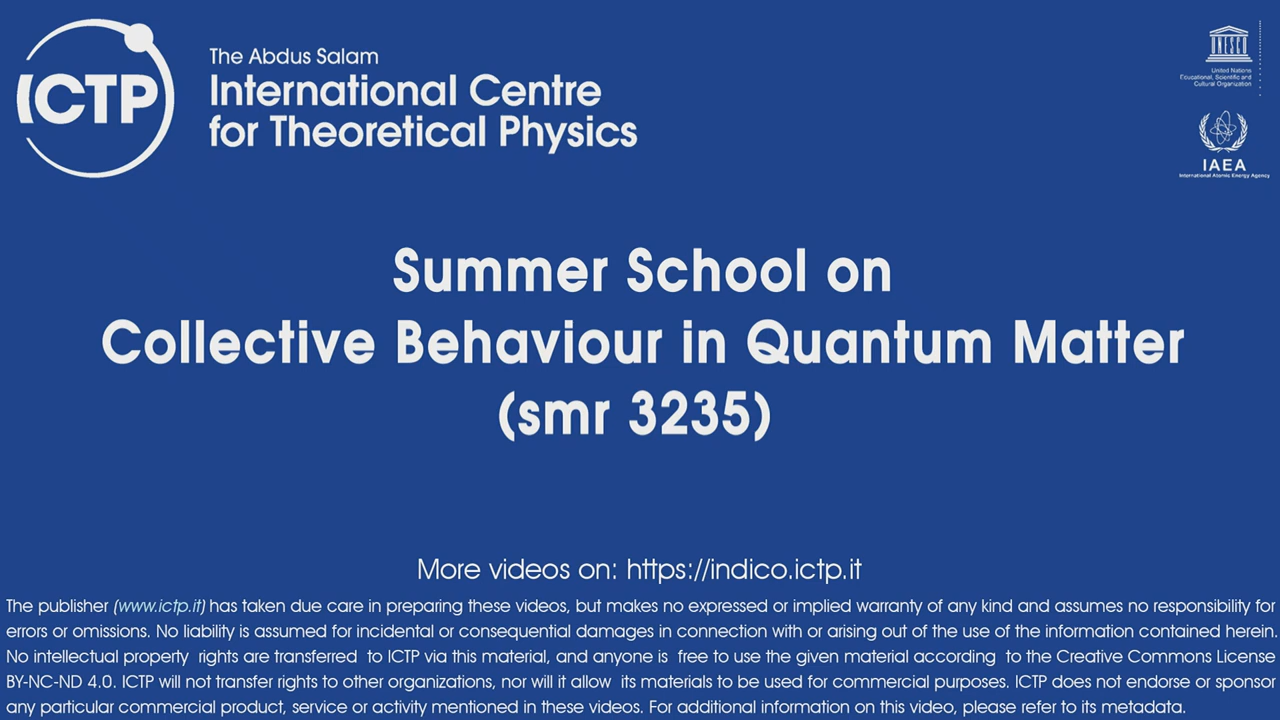 ICTP
The Abdus Salam
International Centre
for Theoretical Physics
United Nations
Educational, Scientific and
Cultural Organization
IAEA
International Atomic Energy Agency
Summer School on
Collective Behaviour in Quantum Matter
(smr 3235)
More videos on: https://indico.ictp.it
The publisher (www.ictp.it) has taken due care in preparing these videos, but makes no expressed or implied warranty of any kind and assumes no responsibility for
errors or omissions. No liability is assumed for incidental or consequential damages in connection with or arising out of the use of the information contained herein.
No intellectual property rights are transferred to ICTP via this material, and anyone is free to use the given material according to the Creative Commons License
BY-NC-ND 4.0. ICTP will not transfer rights to other organizations, nor will it allow its materials to be used for commercial purposes. ICTP does not endorse or sponsor
any particular commercial product, service or activity mentioned in these videos. For additional information on this video, please refer to its metadata.